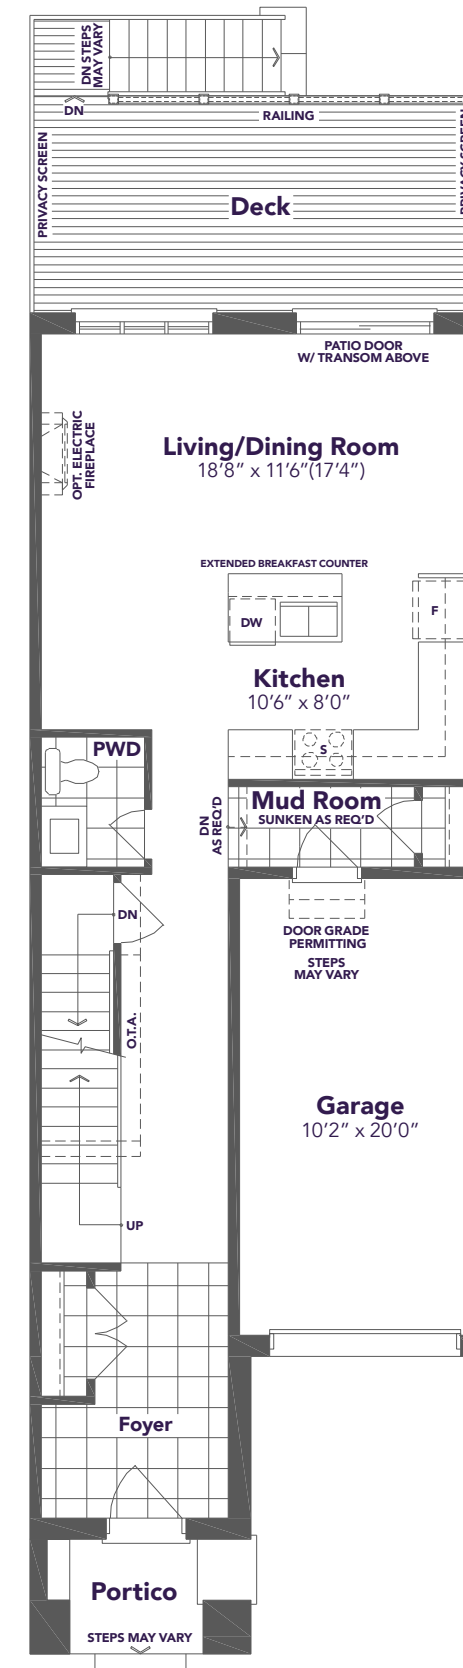 DN STEPS
MAY VARY
DN
RAILING
PRIVACY SCREEN
PRIVACY SCREEN
Deck
PATIO DOOR
W/ TRANSOM ABOVE
OPT. ELECTRIC
FIREPLACE
Living/Dining Room
18'8" x 11'6"(17'4")
EXTENDED BREAKFAST COUNTER
DW
F
Kitchen
10'6" x 8'0"
S
PWD
DN
AS REQ'D
Mud Room
SUNKEN AS REQ'D
DN
DOOR GRADE
PERMITTING
STEPS
MAY VARY
O.T.A.
Garage
10'2" x 20'0"
UP
Foyer
Portico
STEPS MAY VARY